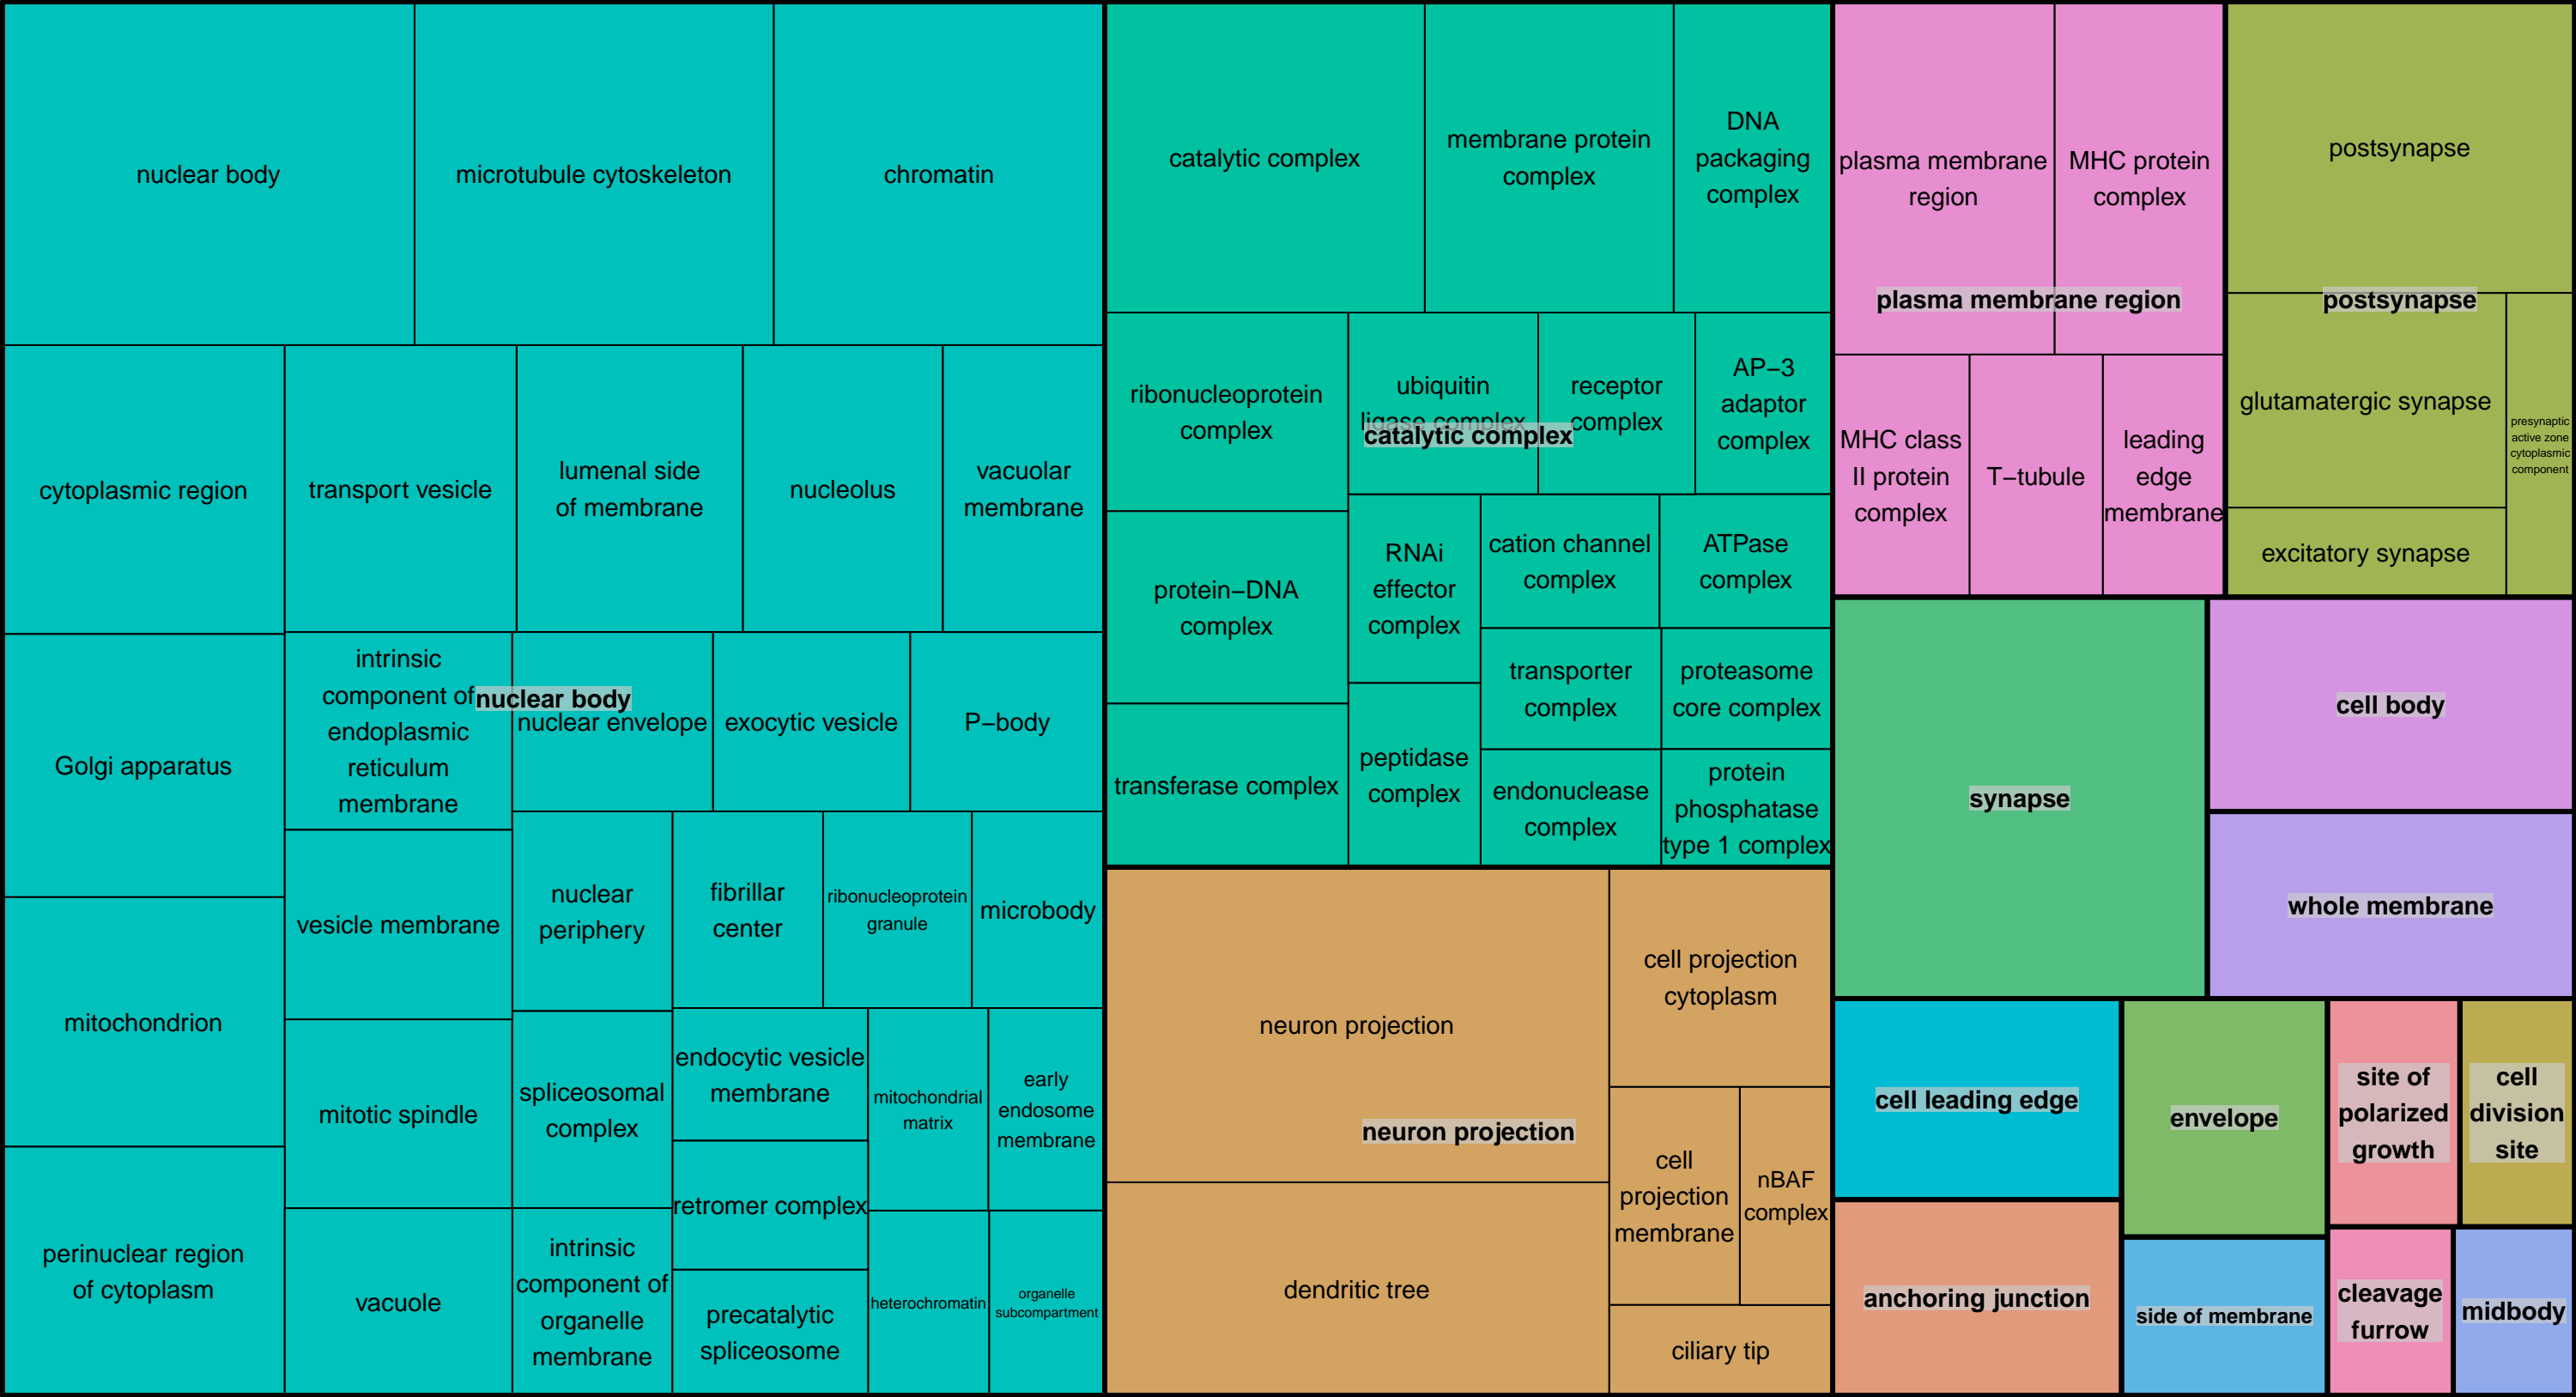 nuclear body
microtubule cytoskeleton
chromatin
cytoplasmic region
transport vesicle
lumenal side
of membrane
nucleolus
vacuolar
membrane
Golgi apparatus
intrinsic
component of
endoplasmic
reticulum
membrane
nuclear body
nuclear envelope
exocytic vesicle
P−body
mitochondrion
vesicle membrane
nuclear
periphery
fibrillar
center
ribonucleoprotein
granule
microbody
mitotic spindle
spliceosomal
complex
endocytic vesicle
membrane
mitochondrial
matrix
early
endosome
membrane
retromer complex
perinuclear region
of cytoplasm
vacuole
intrinsic
component of
organelle
membrane
precatalytic
spliceosome
heterochromatin
organelle
subcompartment
catalytic complex
membrane protein
complex
DNA
packaging
complex
ribonucleoprotein
complex
ubiquitin
ligase complex
receptor
complex
AP−3
adaptor
complex
catalytic complex
protein−DNA
complex
RNAi
effector
complex
cation channel
complex
ATPase
complex
transporter
complex
proteasome
core complex
transferase complex
peptidase
complex
endonuclease
complex
protein
phosphatase
type 1 complex
neuron projection
cell projection
cytoplasm
neuron projection
cell
projection
membrane
nBAF
complex
dendritic tree
ciliary tip
plasma membrane
region
MHC protein
complex
plasma membrane region
MHC class
II protein
complex
T−tubule
leading
edge
membrane
postsynapse
postsynapse
glutamatergic synapse
presynaptic
active zone
cytoplasmic
component
excitatory synapse
synapse
cell body
whole membrane
cell leading edge
envelope
site of
polarized
growth
cell
division
site
anchoring junction
side of membrane
cleavage
furrow
midbody